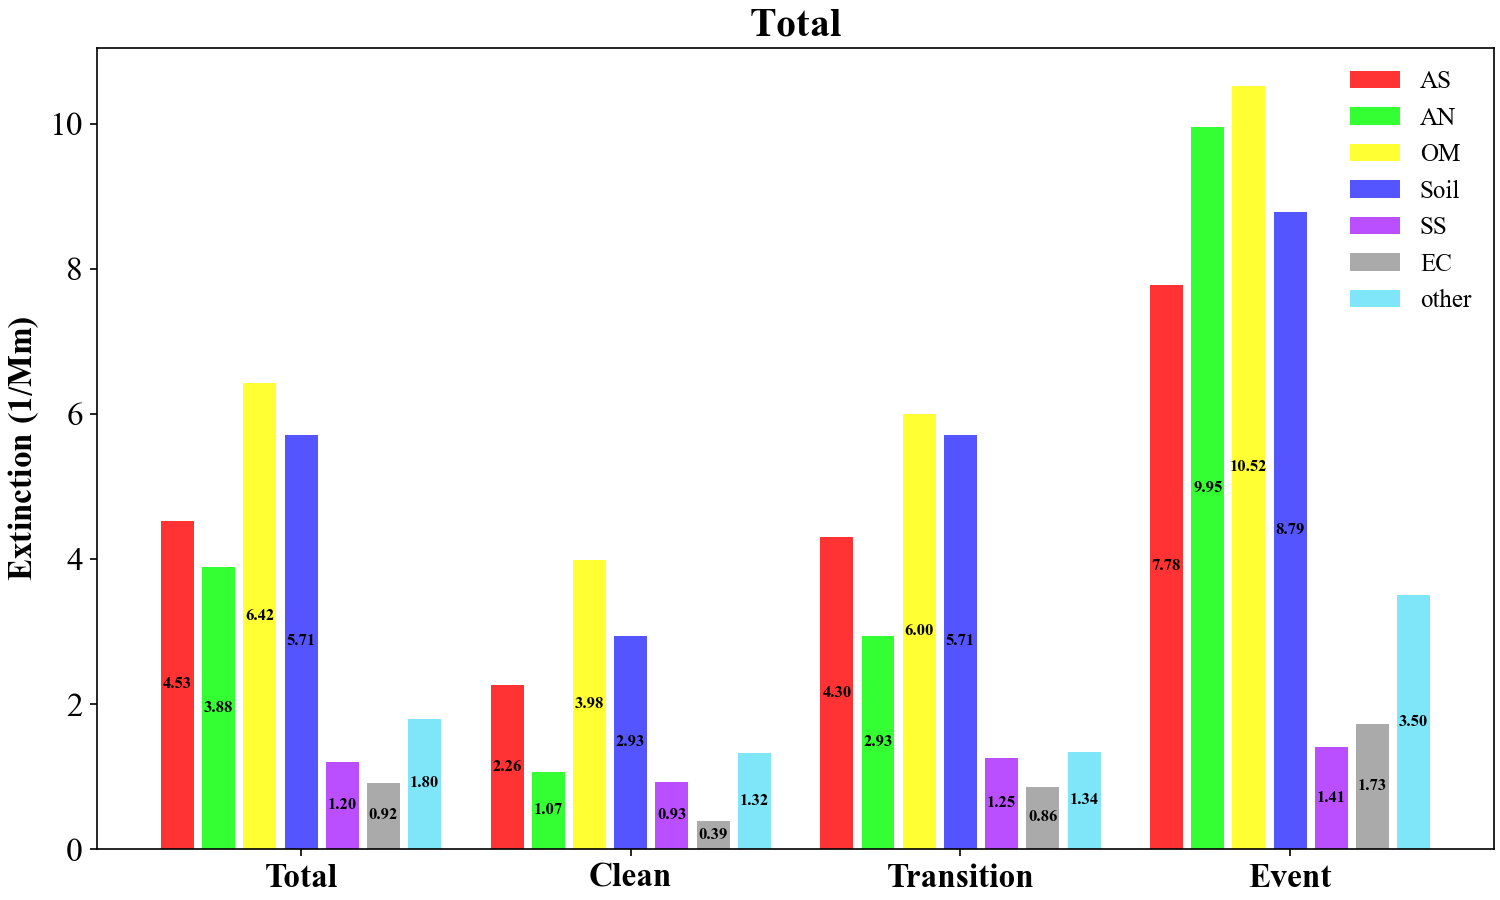 Total
Extinction (1/Mm)
10
8
6
4
2
0
AS
AN
OM
Soil
SS
EC
other
4.53
3.88
6.42
5.71
1.20
0.92
1.80
2.26
1.07
3.98
2.93
0.93
0.39
1.32
4.30
2.93
6.00
5.71
1.25
0.86
1.34
7.78
9.95
10.52
8.79
1.41
1.73
3.50
Total
Clean
Transition
Event